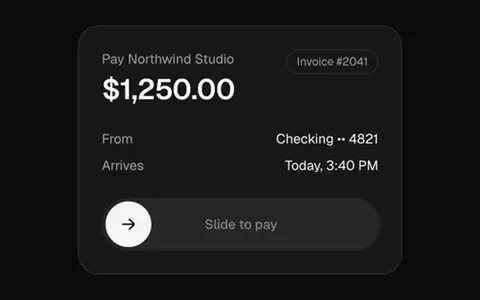 Pay Northwind Studio
Invoice #2041
$1,250.00
From
Checking •• 4821
Arrives
Today, 3:40 PM
Slide to pay